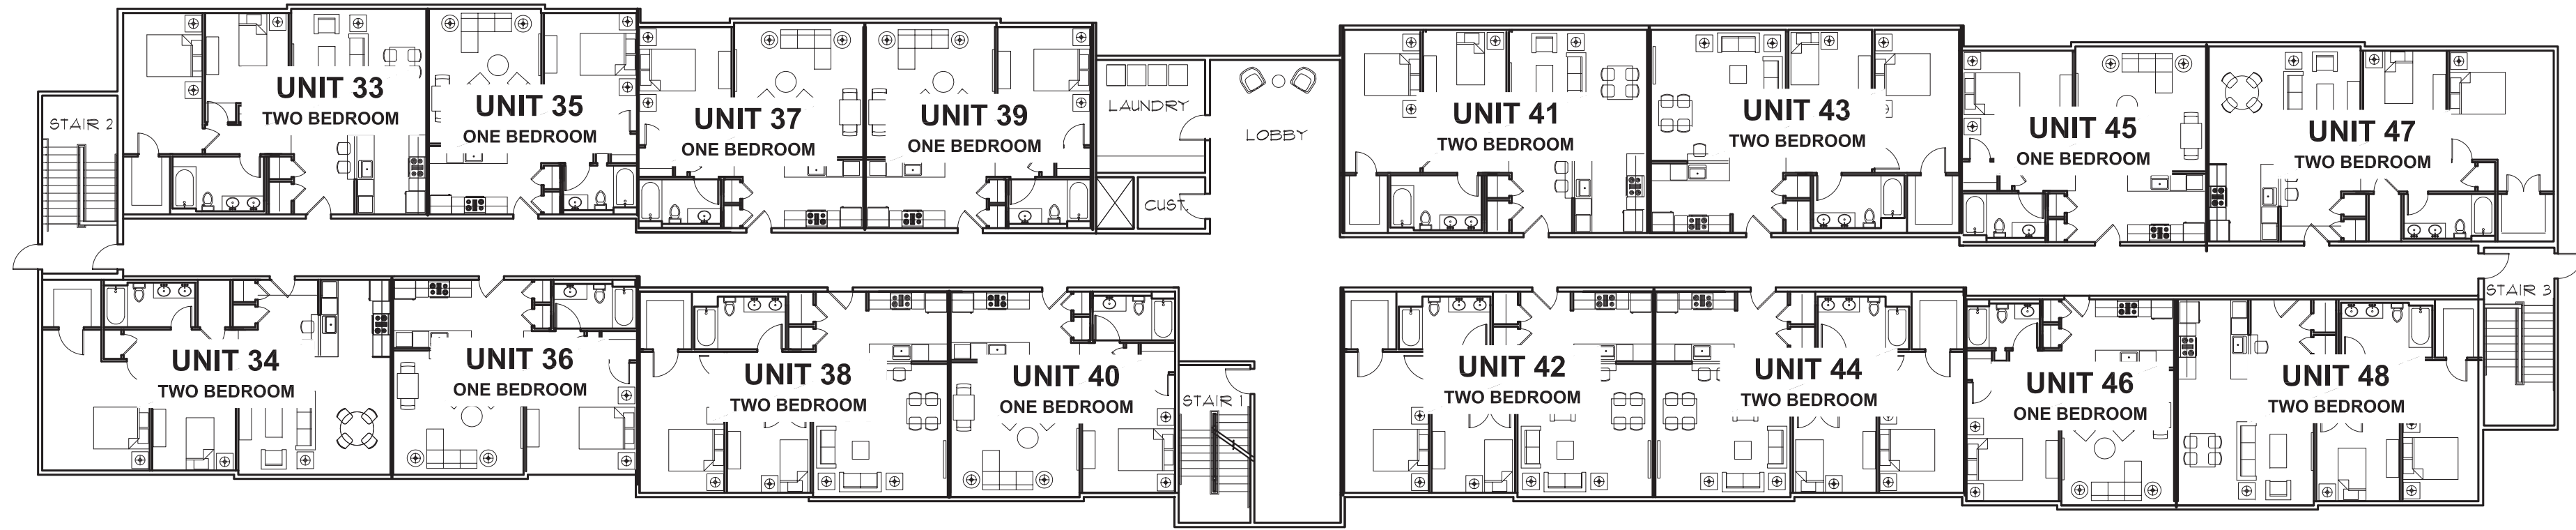 UNIT 33
TWO BEDROOM
UNIT 35
ONE BEDROOM
UNIT 37
ONE BEDROOM
UNIT 39
ONE BEDROOM
UNIT 41
TWO BEDROOM
UNIT 43
TWO BEDROOM
UNIT 45
ONE BEDROOM
UNIT 47
TWO BEDROOM
STAIR 2
LAUNDRY
LOBBY
CUST.
STAIR 3
UNIT 34
TWO BEDROOM
UNIT 36
ONE BEDROOM
UNIT 38
TWO BEDROOM
UNIT 40
ONE BEDROOM
STAIR 1
UNIT 42
TWO BEDROOM
UNIT 44
TWO BEDROOM
UNIT 46
ONE BEDROOM
UNIT 48
TWO BEDROOM